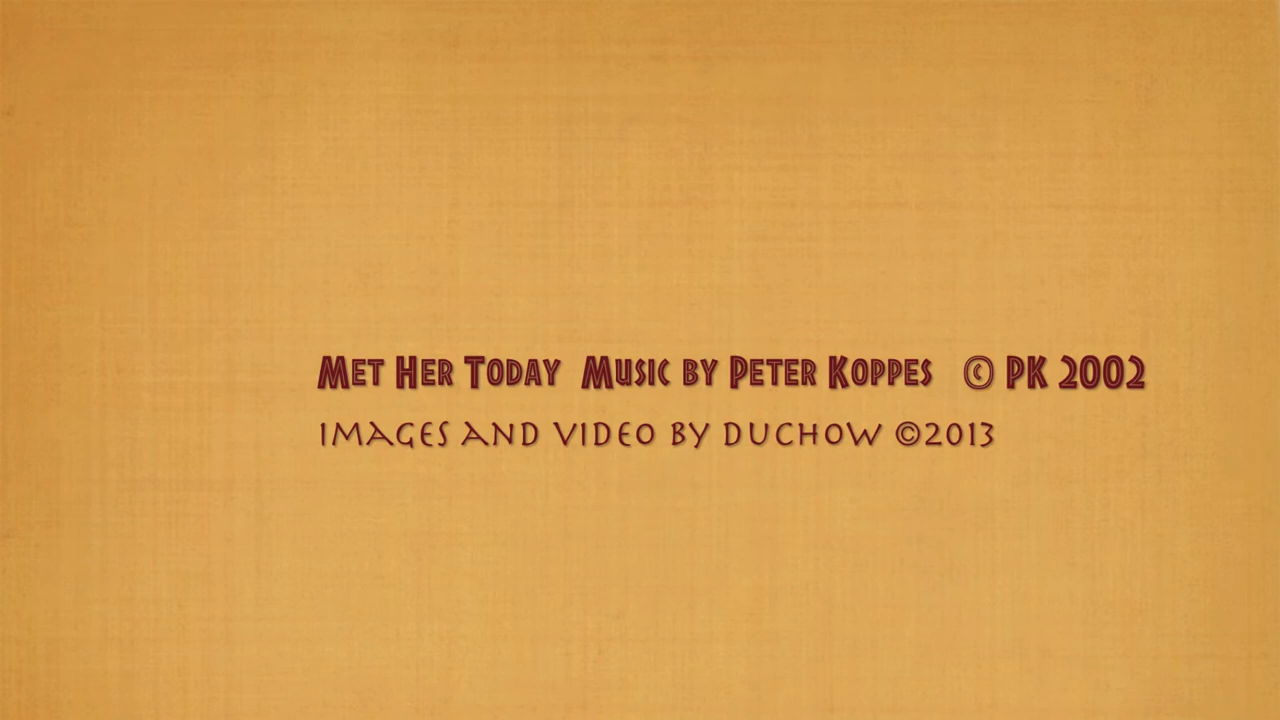 Met Her Today Music by Peter Koppes © PK 2002
Images and video by Duchow ©2013